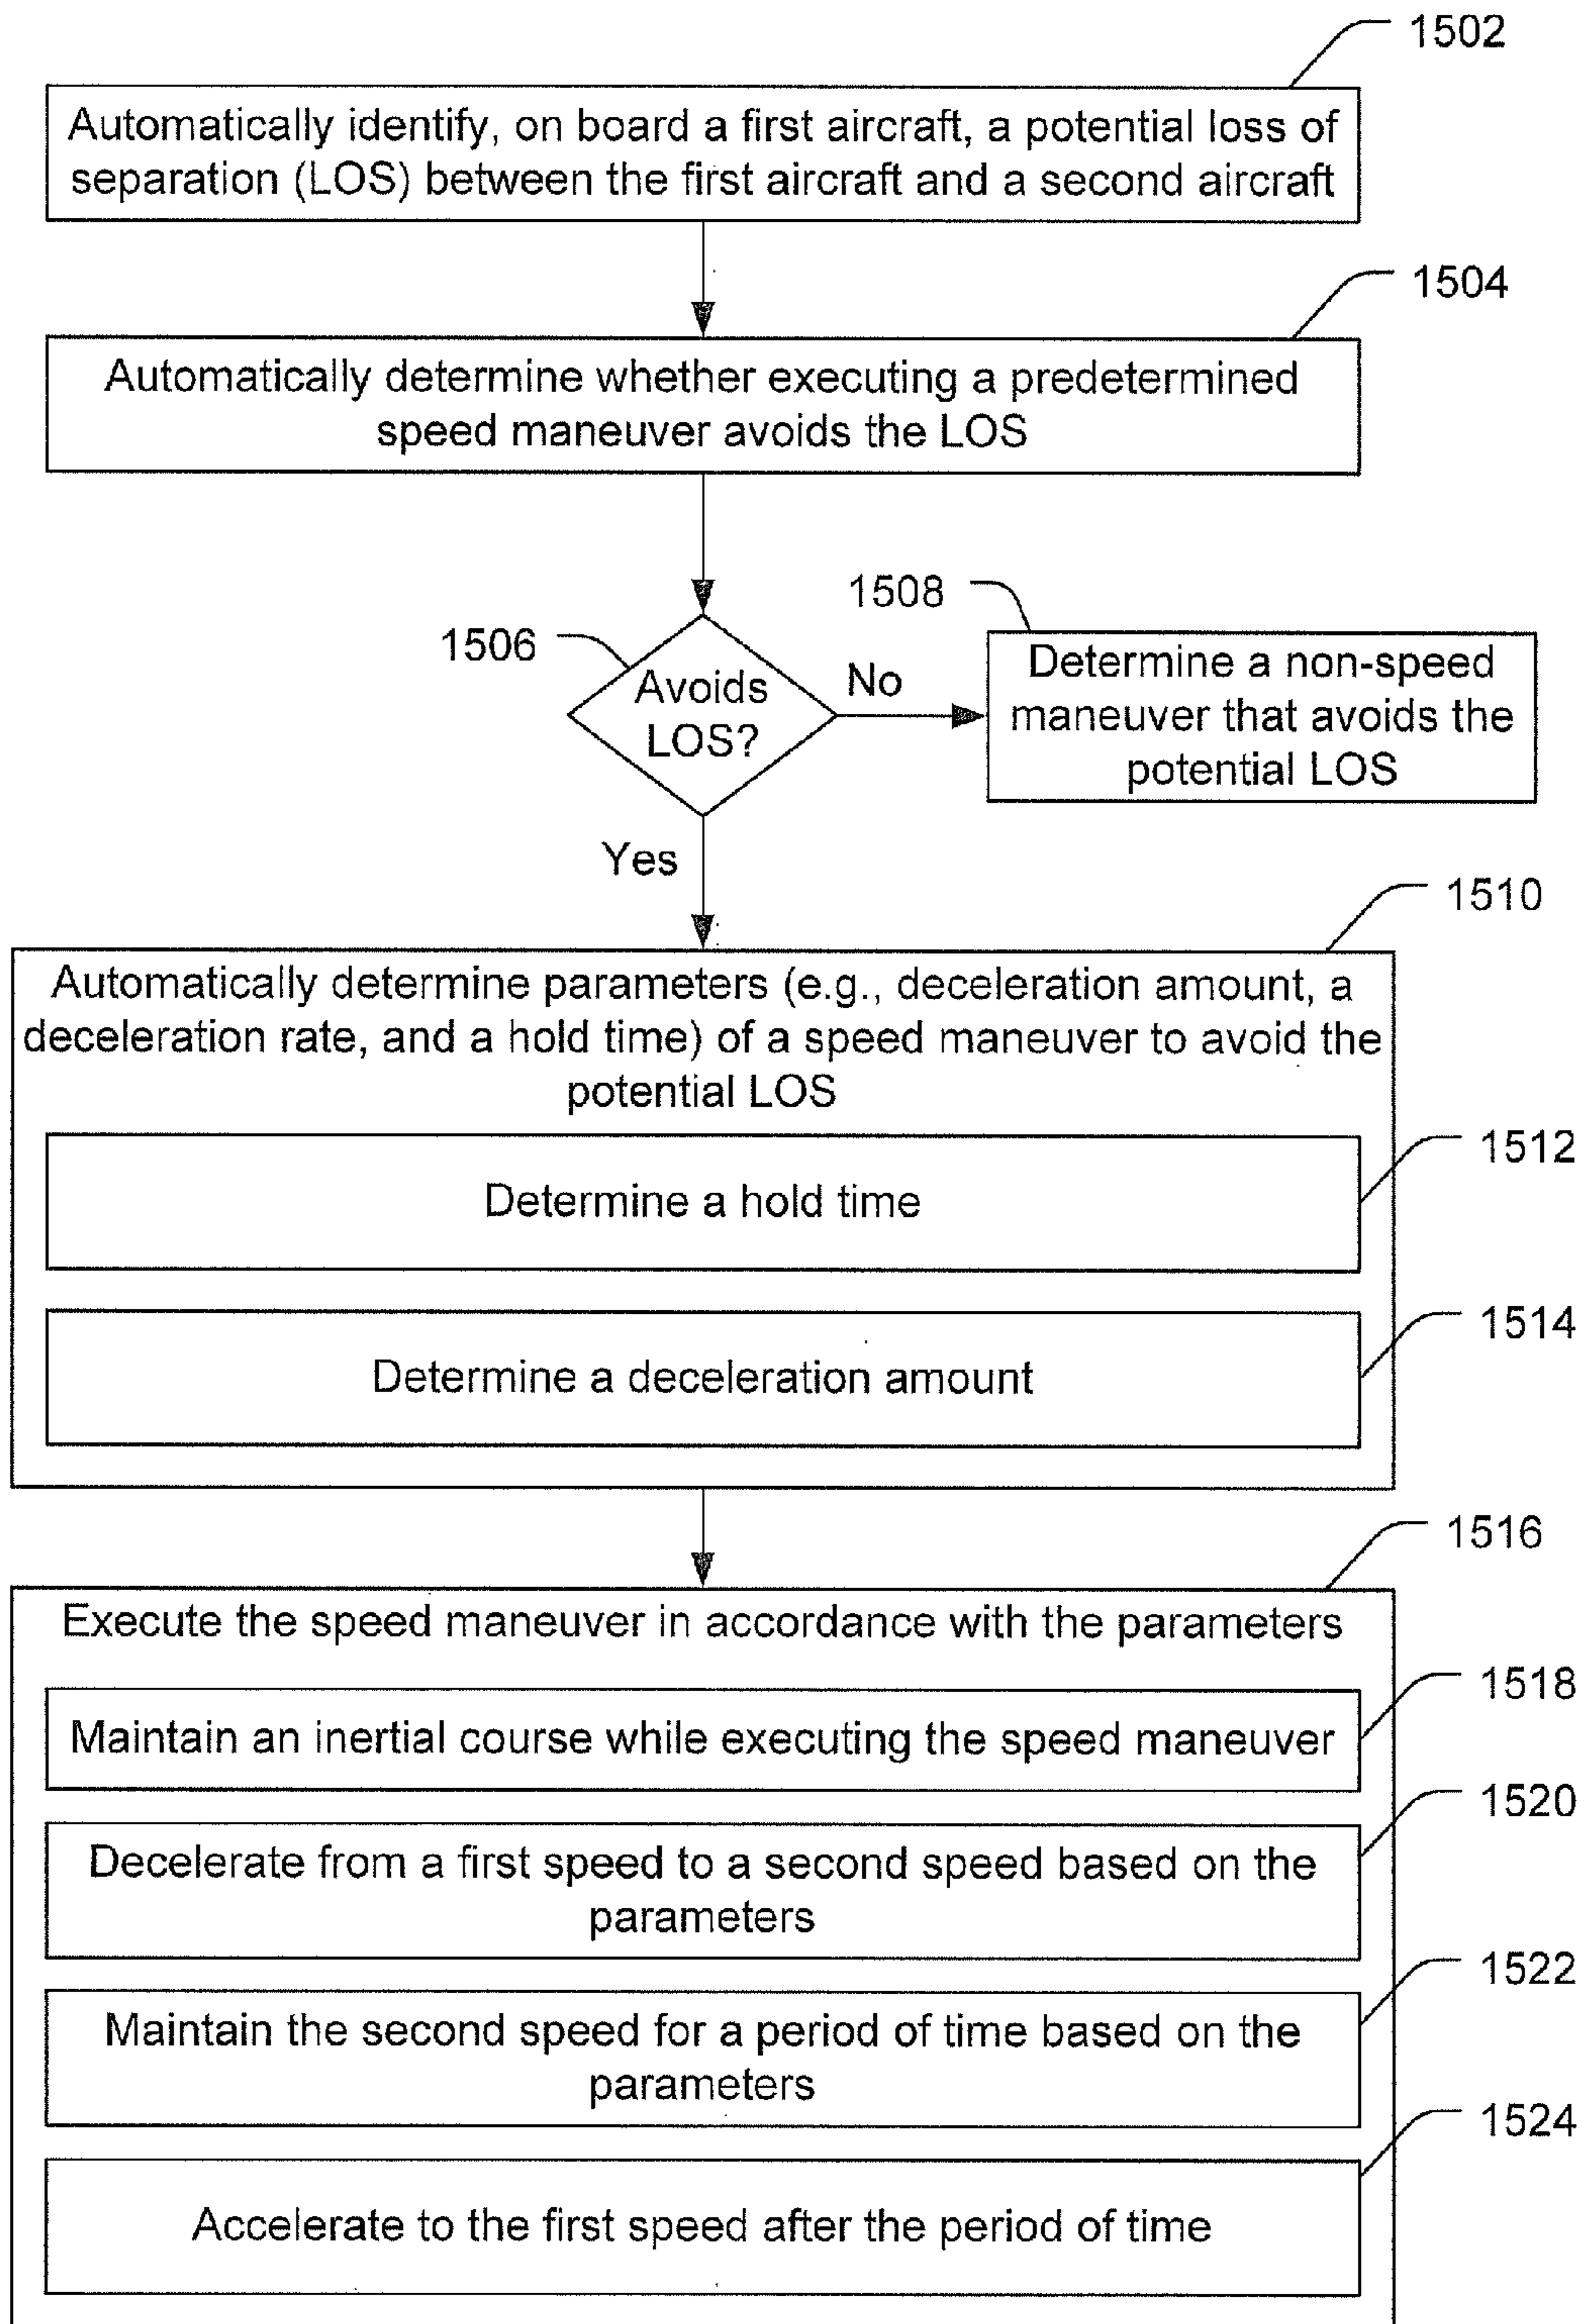 1502
Automatically identify, on board a first aircraft, a potential loss of
separation (LOS) between the first aircraft and a second aircraft
1504
Automatically determine whether executing a predetermined
speed maneuver avoids the LOS
1506
Avoids
LOS?
No
1508
Determine a non-speed
maneuver that avoids the
potential LOS
Yes
1510
Automatically determine parameters (e.g., deceleration amount, a
deceleration rate, and a hold time) of a speed maneuver to avoid the
potential LOS
1512
Determine a hold time
1514
Determine a deceleration amount
1516
Execute the speed maneuver in accordance with the parameters
1518
Maintain an inertial course while executing the speed maneuver
1520
Decelerate from a first speed to a second speed based on the
parameters
1522
Maintain the second speed for a period of time based on the
parameters
1524
Accelerate to the first speed after the period of time